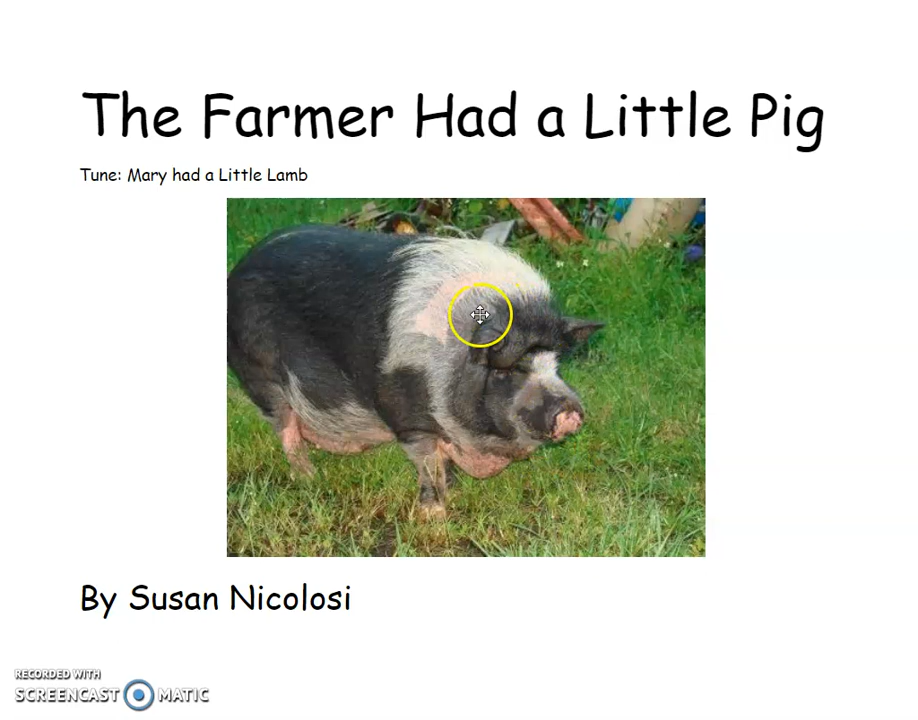 The Farmer Had a Little Pig
Tune: Mary had a Little Lamb
By Susan Nicolosi
RECORDED WITH
SCREENCAST MATIC